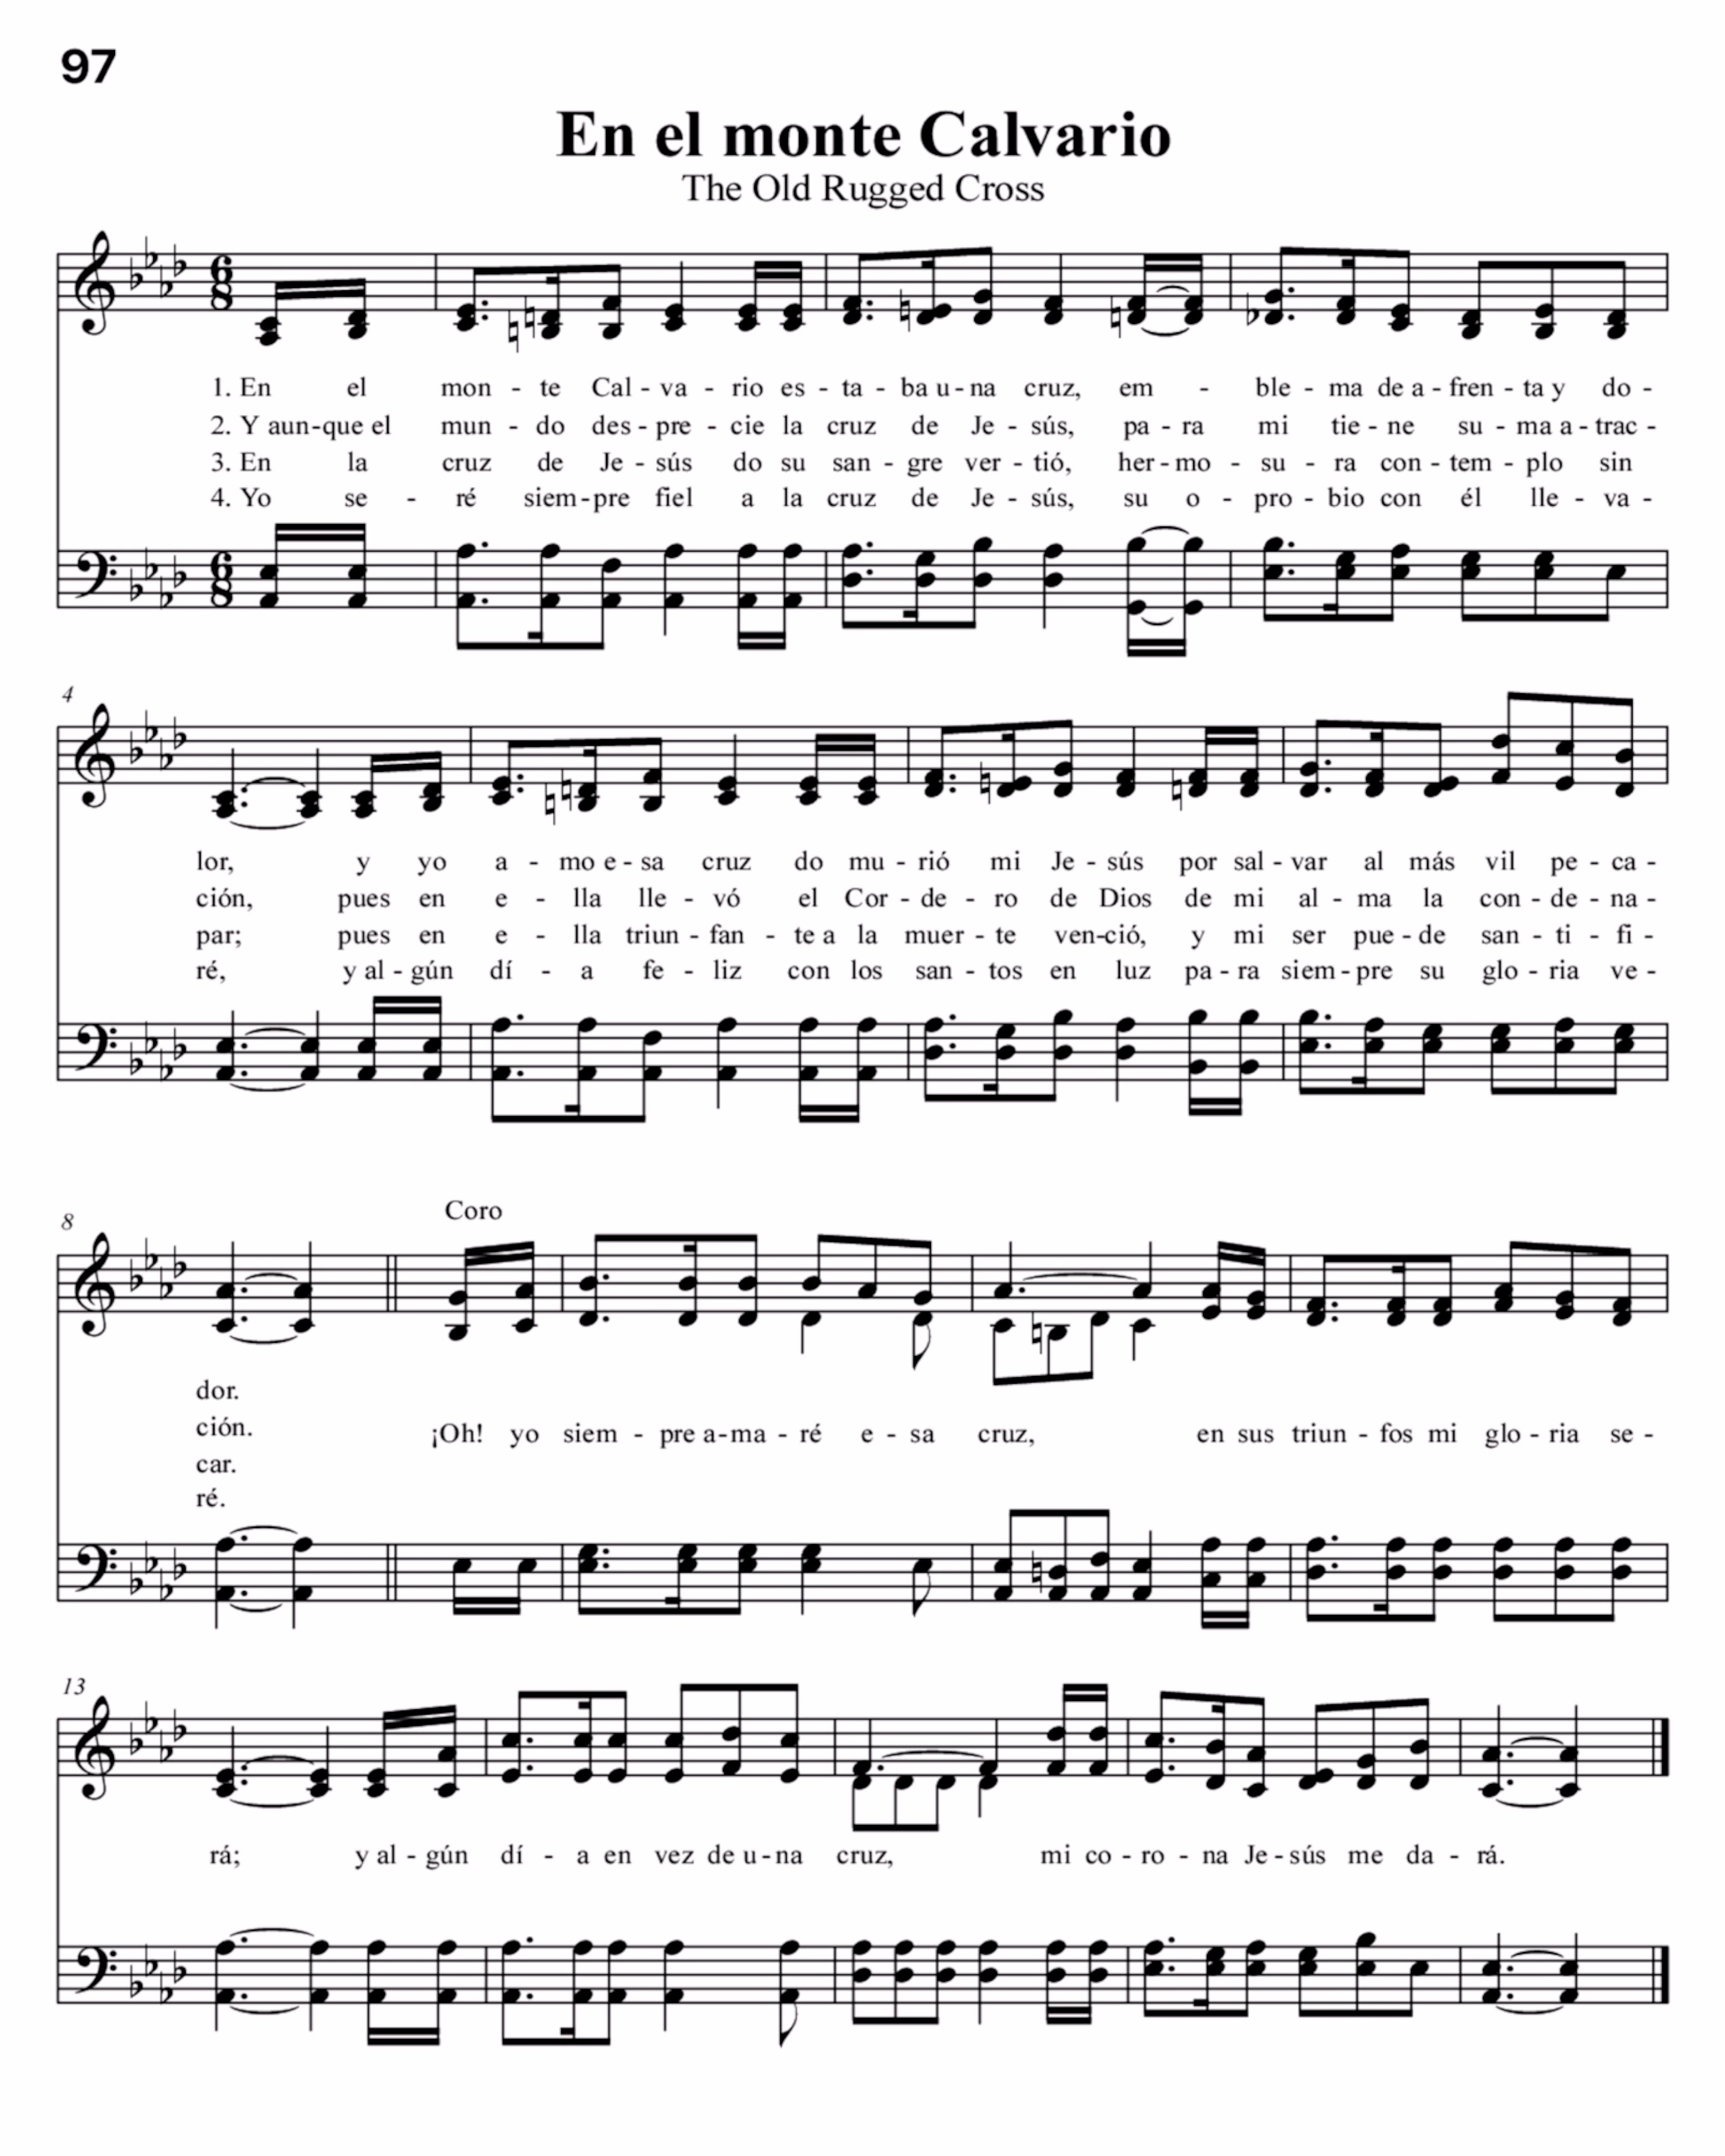 97
En el monte Calvario
The Old Rugged Cross
6
8
1. En el mon - te Cal - va - rio es - ta - ba u - na cruz, em - ble - ma de a - fren - ta y do -
2. Y aun-que el mun - do des - pre - cie la cruz de Je - sús, pa - ra mi tie - ne su - ma a - trac -
3. En la cruz de Je - sús do su san - gre ver - tió, her - mo - su - ra con - tem - plo sin
4. Yo se - ré siem - pre fiel a la cruz de Je - sús, su o - pro - bio con él lle - va -
6
8
4
lor, y yo a - mo e - sa cruz do mu - rió mi Je - sús por sal - var al más vil pe - ca -
ción, pues en e - lla lle - vó el Cor - de - ro de Dios de mi al - ma la con - de - na -
par; pues en e - lla triun - fan - te a la muer - te ven-ció, y mi ser pue - de san - ti - fi -
ré, y al - gún dí - a fe - liz con los san - tos en luz pa - ra siem - pre su glo - ria ve -
8
Coro
dor.
ción.
¡Oh! yo siem - pre a-ma - ré e - sa cruz, en sus triun - fos mi glo - ria se -
car.
ré.
13
rá; y al - gún dí - a en vez de u - na cruz, mi co - ro - na Je - sús me da - rá.